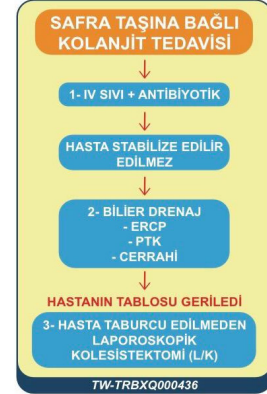 SAFRA TAŞINA BAĞLI
KOLANJİT TEDAVİSİ
1- IV SIVI + ANTİBİYOTİK
HASTA STABİLİZE EDİLİR
EDİLMEZ
2- BİLİER DRENAJ
- ERCP
- PTK
- CERRAHİ
HASTANIN TABLOSU GERİLEDİ
3- HASTA TABURCU EDİLMEDEN
LAPOROSKOPİK
KOLESİSTEKTOMİ (L/K)
TW-TRBXQ000436